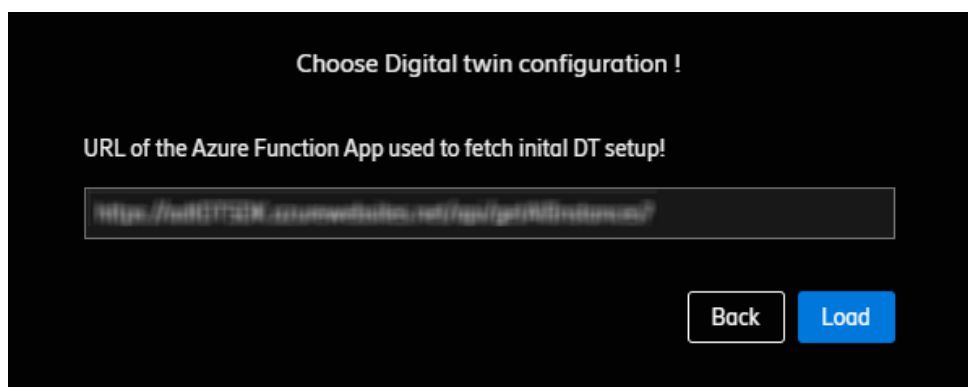 Choose Digital twin configuration !
URL of the Azure Function App used to fetch inital DT setup!
Back
Load